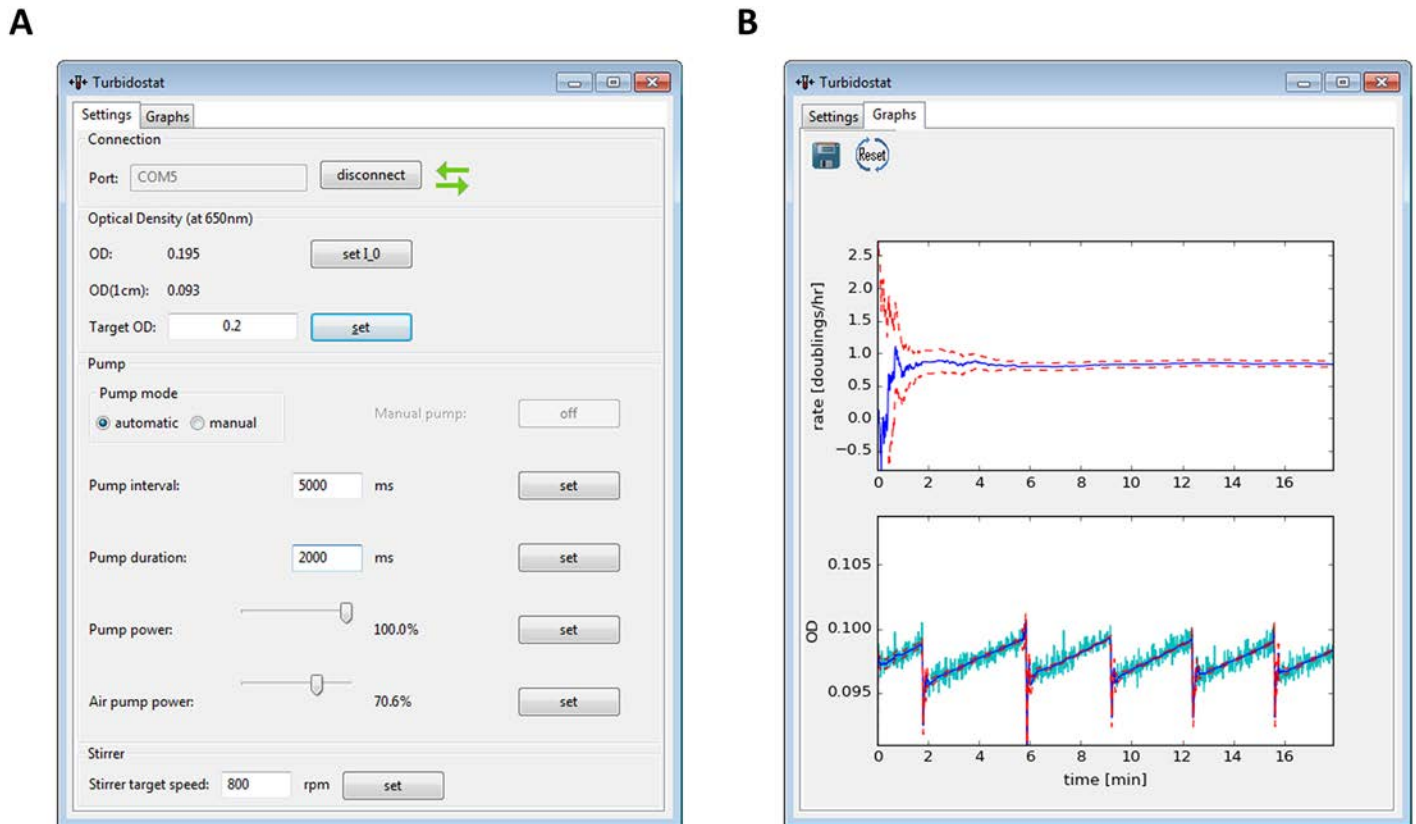 A
Turbidostat
Settings Graphs
Connection
Port: COM5 disconnect
Optical Density (at 650nm)
OD: 0.195 set I_0
OD(1cm): 0.093
Target OD: 0.2 set
Pump
Pump mode
automatic manual Manual pump: off
Pump interval: 5000 ms set
Pump duration: 2000 ms set
Pump power: 100.0% set
Air pump power: 70.6% set
Stirrer
Stirrer target speed: 800 rpm set
B
Turbidostat
Settings Graphs
Reset
rate [doublings/hr]
2.5
2.0
1.5
1.0
0.5
0.0
−0.5
0 2 4 6 8 10 12 14 16
OD
0.105
0.100
0.095
0 2 4 6 8 10 12 14 16
time [min]